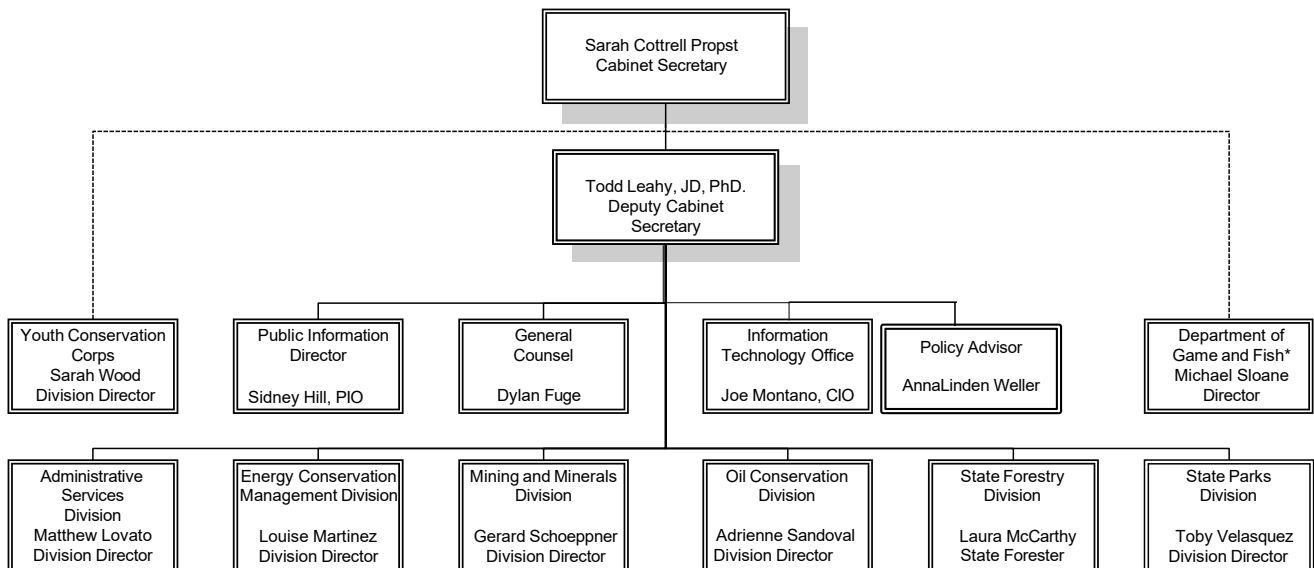 Sarah Cottrell Propst
Cabinet Secretary
Todd Leahy, JD, PhD.
Deputy Cabinet
Secretary
Youth Conservation
Corps
Sarah Wood
Division Director
Public Information
Director
Sidney Hill, PIO
General
Counsel
Dylan Fuge
Information
Technology Office
Joe Montano, CIO
Policy Advisor
AnnaLinden Weller
Department of
Game and Fish*
Michael Sloane
Director
Administrative
Services
Division
Matthew Lovato
Division Director
Energy Conservation
Management Division
Louise Martinez
Division Director
Mining and Minerals
Division
Gerard Schoeppner
Division Director
Oil Conservation
Division
Adrienne Sandoval
Division Director
State Forestry
Division
Laura McCarthy
State Forester
State Parks
Division
Toby Velasquez
Division Director